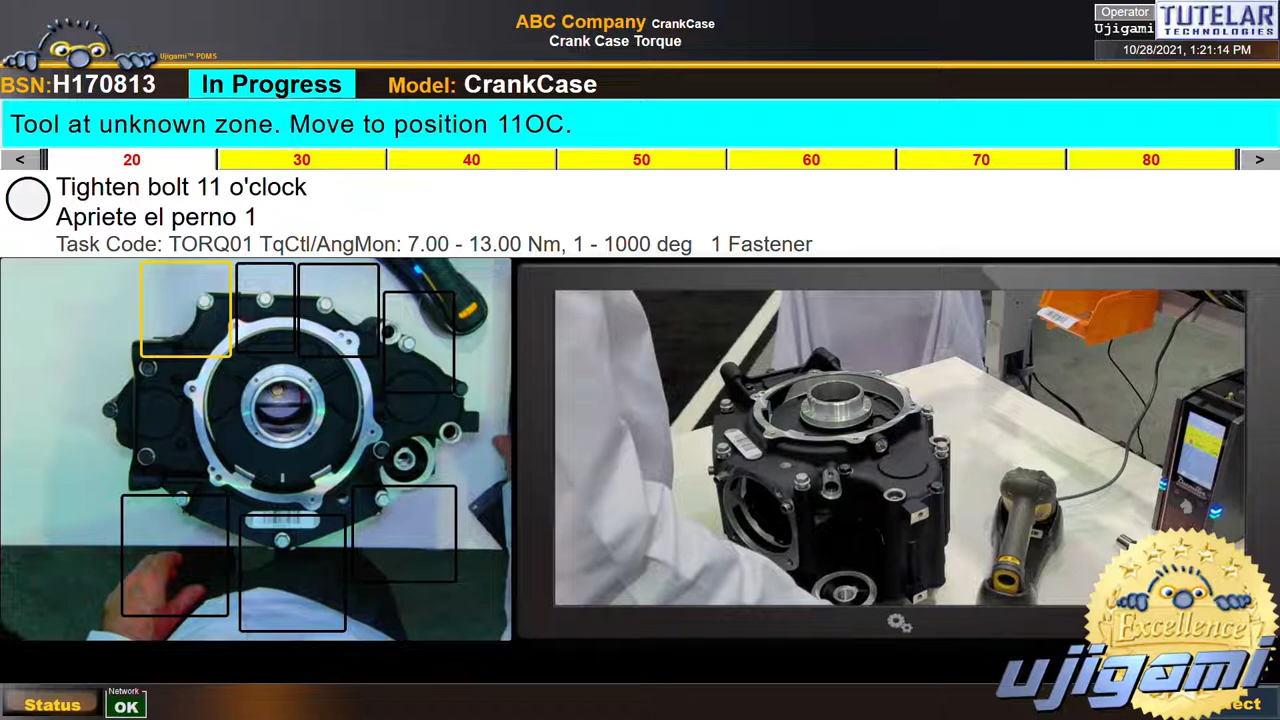 ABC Company CrankCase
Crank Case Torque
Operator
Ujigami
TUTELAR
TECHNOLOGIES
10/28/2021, 1:21:14 PM
Ujigami™ PDMS
BSN:H170813
In Progress
Model: CrankCase
Tool at unknown zone. Move to position 11OC.
< 20 30 40 50 60 70 80 >
Tighten bolt 11 o'clock
Apriete el perno 1
Task Code: TORQ01 TqCtl/AngMon: 7.00 - 13.00 Nm, 1 - 1000 deg 1 Fastener
Excellence
ujigami
Status
Network
OK